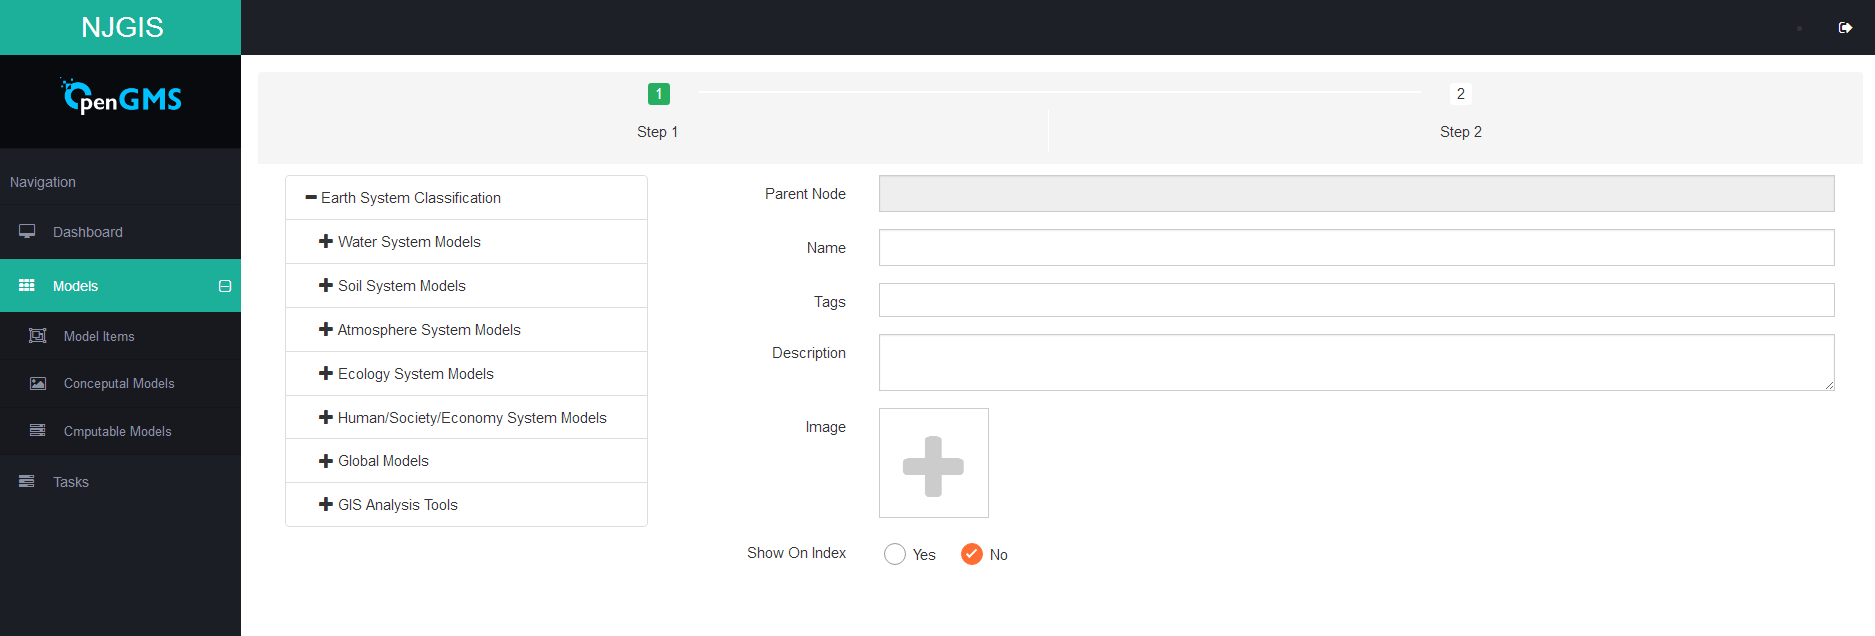 NJGIS
OpenGMS
Navigation
Dashboard
Models
Model Items
Conceputal Models
Cmputable Models
Tasks
1
2
Step 1
Step 2
Earth System Classification
Water System Models
Soil System Models
Atmosphere System Models
Ecology System Models
Human/Society/Economy System Models
Global Models
GIS Analysis Tools
Parent Node
Name
Tags
Description
Image
Show On Index
Yes
No